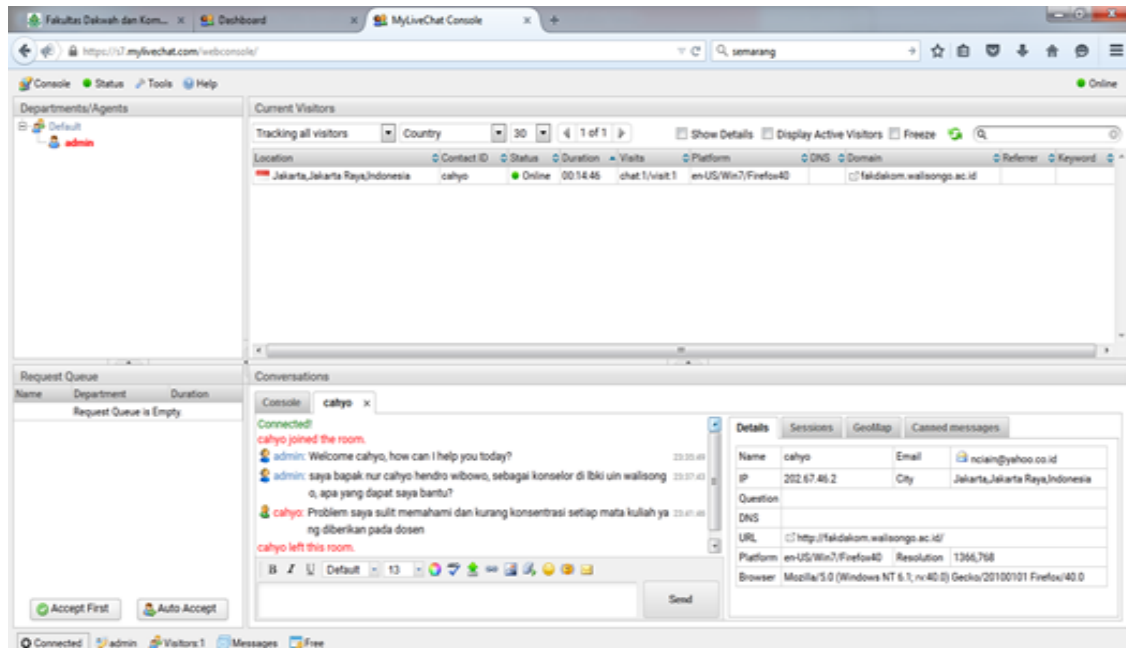 Fakultas Dakwah dan Kom... × Dashboard × MyLiveChat Console × +
https://s7.mylivechat.com/webconsole/ semarang
Console Status Tools Help Online
Departments/Agents
Default
admin
Current Visitors
Tracking all visitors Country 30 1 of 1 Show Details Display Active Visitors Freeze
Location Contact ID Status Duration Visits Platform DNS Domain Referrer Keyword
Jakarta,Jakarta Raya,Indonesia cahyo Online 00:14:46 chat:1/visit:1 en-US/Win7/Firefox40 fakdakom.walisongo.ac.id
Request Queue
Name Department Duration
Request Queue is Empty.
Accept First Auto Accept
Conversations
Console cahyo ×
Connected!
cahyo joined the room.
admin: Welcome cahyo, how can I help you today?
admin: saya bapak nur cahyo hendro wibowo, sebagai konselor di lbki uin walisong
o, apa yang dapat saya bantu?
cahyo: Problem saya sulit memahami dan kurang konsentrasi setiap mata kuliah ya
ng diberikan pada dosen
cahyo left this room.
B I U Default 13
Send
Details Sessions GeoMap Canned messages
Name cahyo Email nciain@yahoo.co.id
IP 202.67.46.2 City Jakarta,Jakarta Raya,Indonesia
Question
DNS
URL http://fakdakom.walisongo.ac.id/
Platform en-US/Win7/Firefox40 Resolution 1366,768
Browser Mozilla/5.0 (Windows NT 6.1; rv:40.0) Gecko/20100101 Firefox/40.0
Connected admin Visitors:1 Messages Free